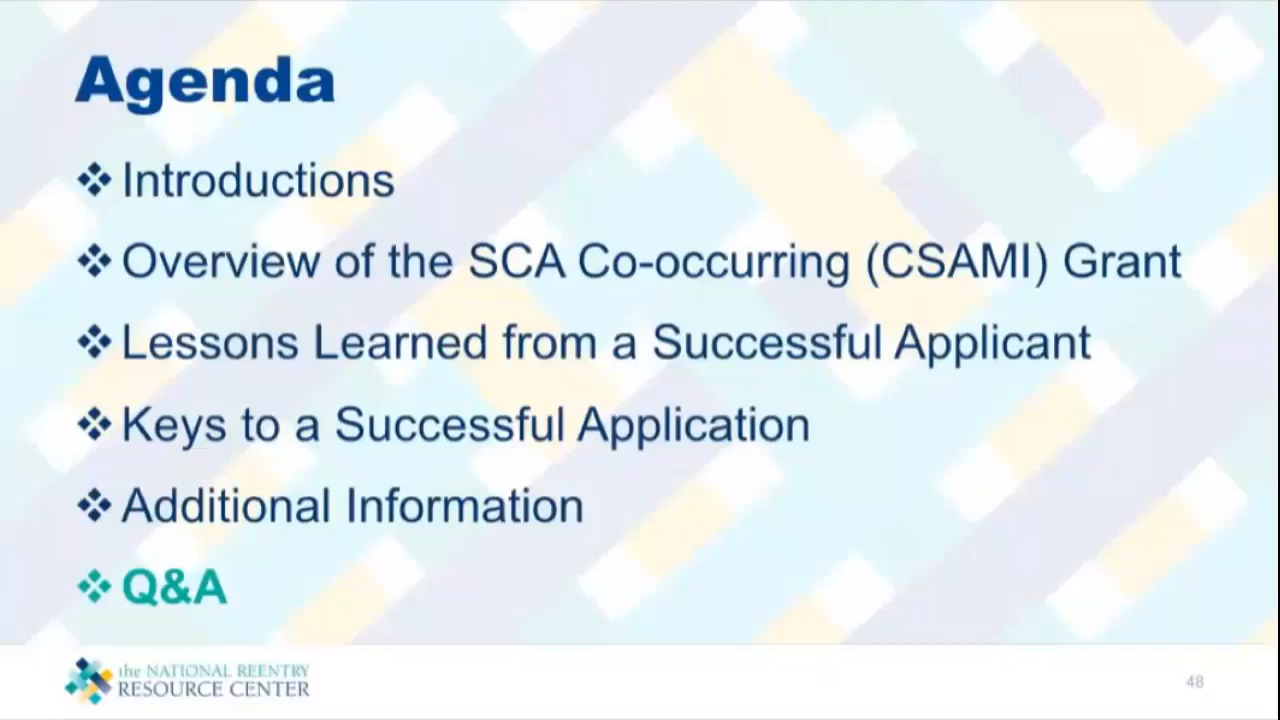 Agenda
❖ Introductions
❖ Overview of the SCA Co-occurring (CSAMI) Grant
❖ Lessons Learned from a Successful Applicant
❖ Keys to a Successful Application
❖ Additional Information
❖ Q&A
the NATIONAL REENTRY
RESOURCE CENTER
48